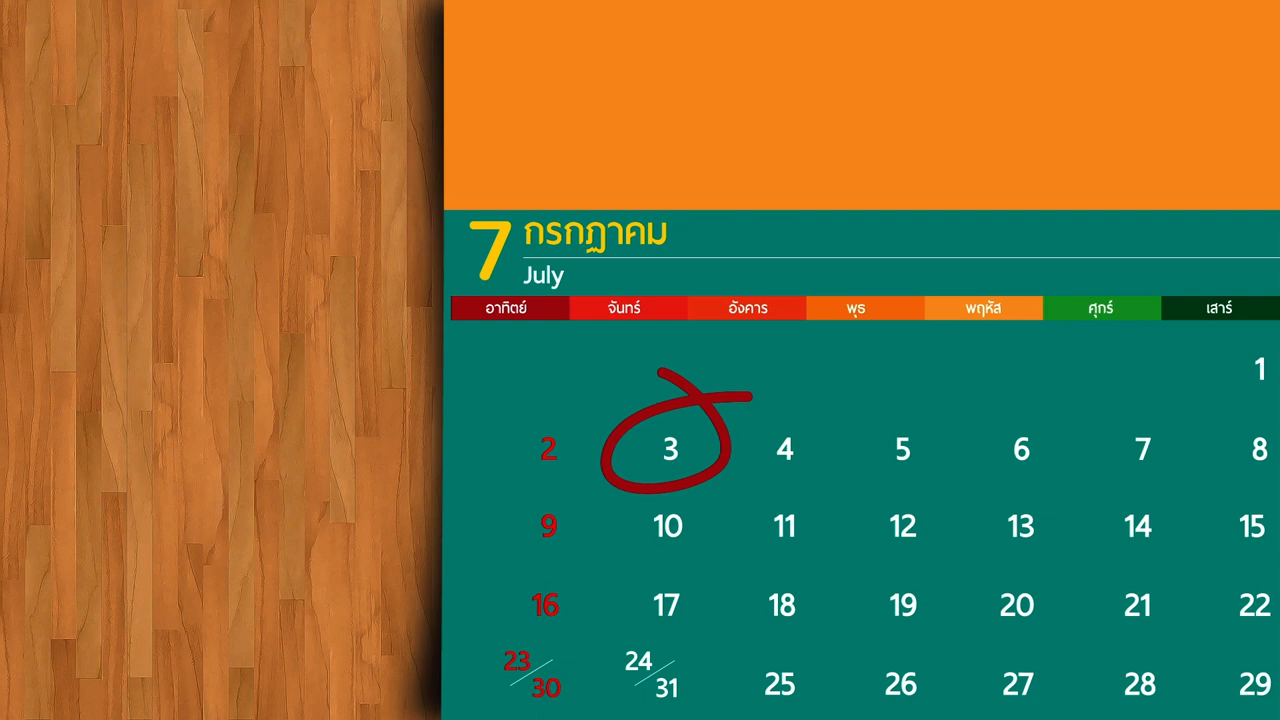 7 กรกฎาคม
July
อาทิตย์ จันทร์ อังคาร พุธ พฤหัส ศุกร์ เสาร์
1
2 3 4 5 6 7 8
9 10 11 12 13 14 15
16 17 18 19 20 21 22
23/30 24/31 25 26 27 28 29